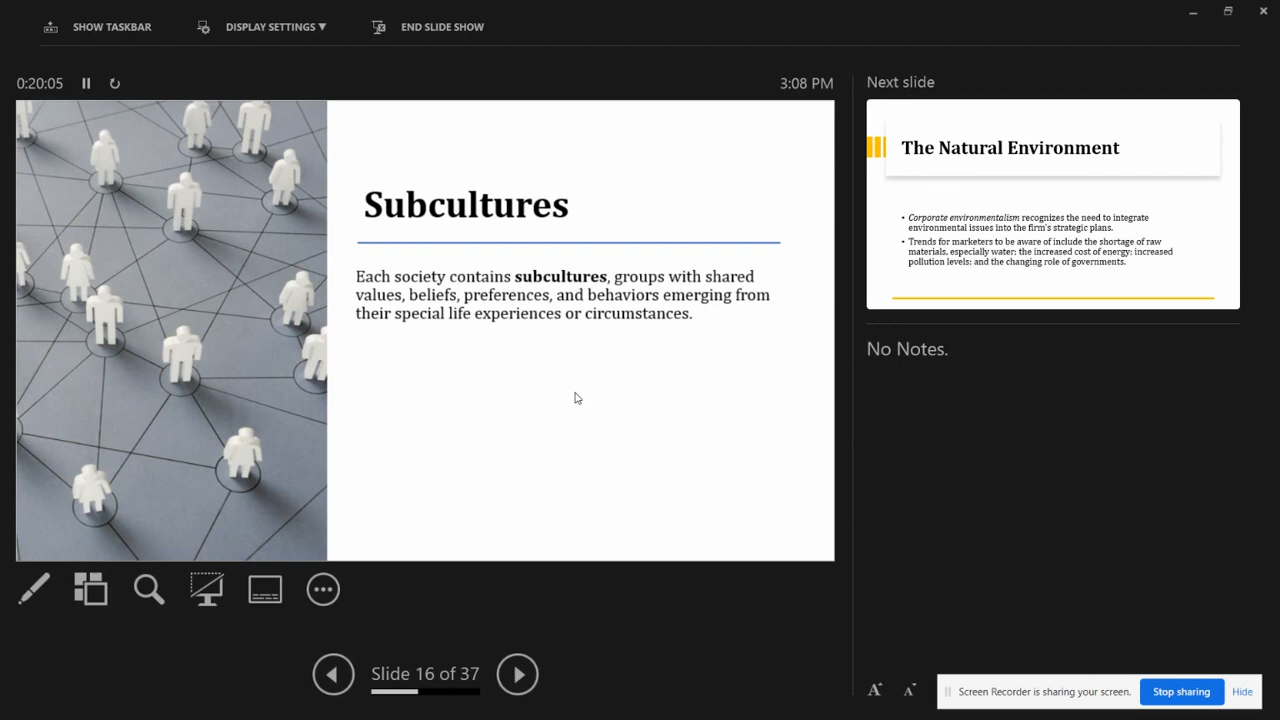 SHOW TASKBAR
DISPLAY SETTINGS ▼
END SLIDE SHOW
0:20:05
3:08 PM
Subcultures
Each society contains subcultures, groups with shared
values, beliefs, preferences, and behaviors emerging from
their special life experiences or circumstances.
Slide 16 of 37
Next slide
The Natural Environment
• Corporate environmentalism recognizes the need to integrate
environmental issues into the firm's strategic plans.
• Trends for marketers to be aware of include the shortage of raw
materials, especially water; the increased cost of energy; increased
pollution levels; and the changing role of governments.
No Notes.
A A
Screen Recorder is sharing your screen.
Stop sharing
Hide